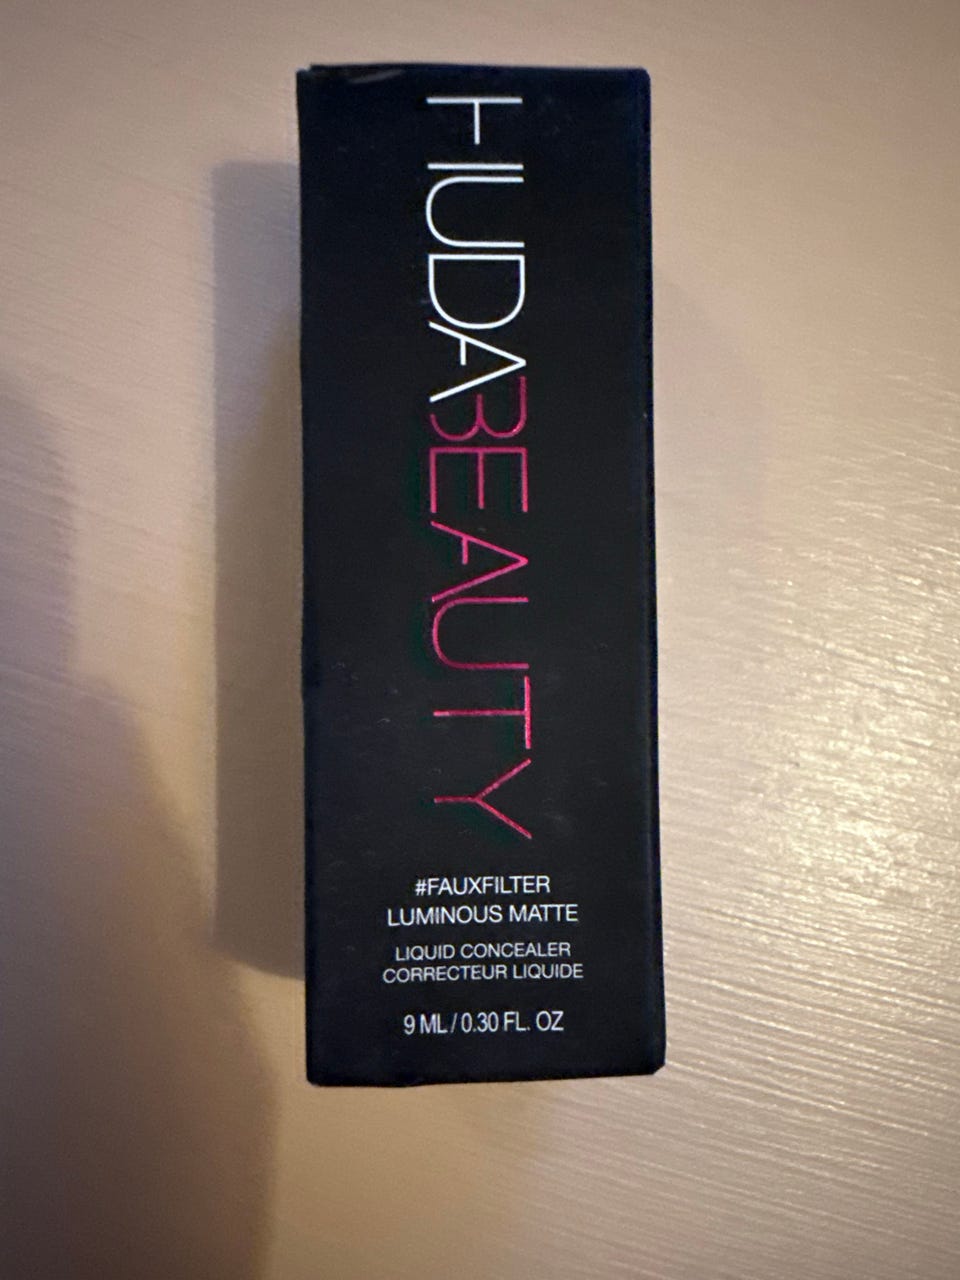 HUDABEAUTY
#FAUXFILTER
LUMINOUS MATTE
LIQUID CONCEALER
CORRECTEUR LIQUIDE
9 ML / 0.30 FL. OZ